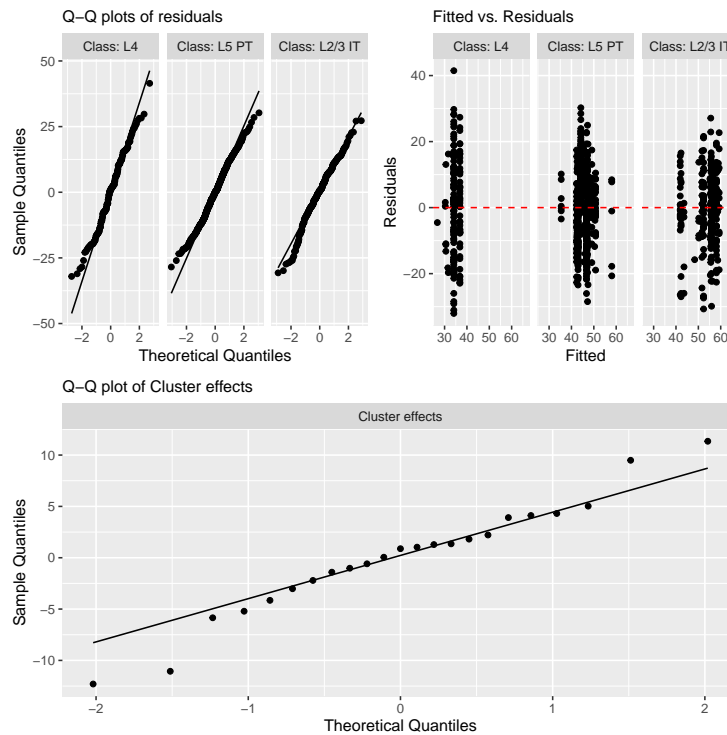 Q−Q plots of residuals
Class: L4 Class: L5 PT Class: L2/3 IT
50
25
0
−25
−50
−2 0 2 −2 0 2 −2 0 2
Sample Quantiles
Theoretical Quantiles
Fitted vs. Residuals
Class: L4 Class: L5 PT Class: L2/3 IT
40
20
0
−20
30 40 50 60 30 40 50 60 30 40 50 60
Residuals
Fitted
Q−Q plot of Cluster effects
Cluster effects
10
5
0
−5
−10
−2 −1 0 1 2
Sample Quantiles
Theoretical Quantiles